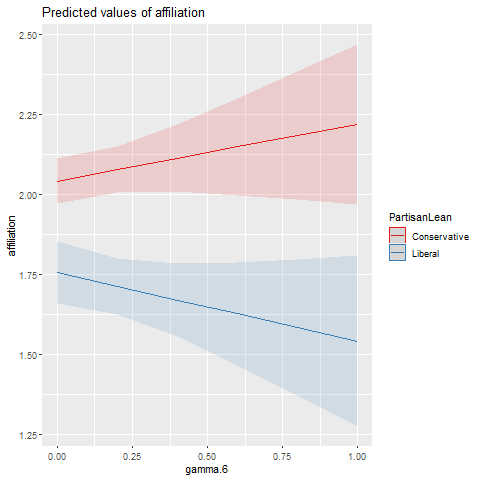 Predicted values of affiliation
2.50
2.25
2.00
1.75
1.50
1.25
affiliation
0.00 0.25 0.50 0.75 1.00
gamma.6
PartisanLean
Conservative
Liberal